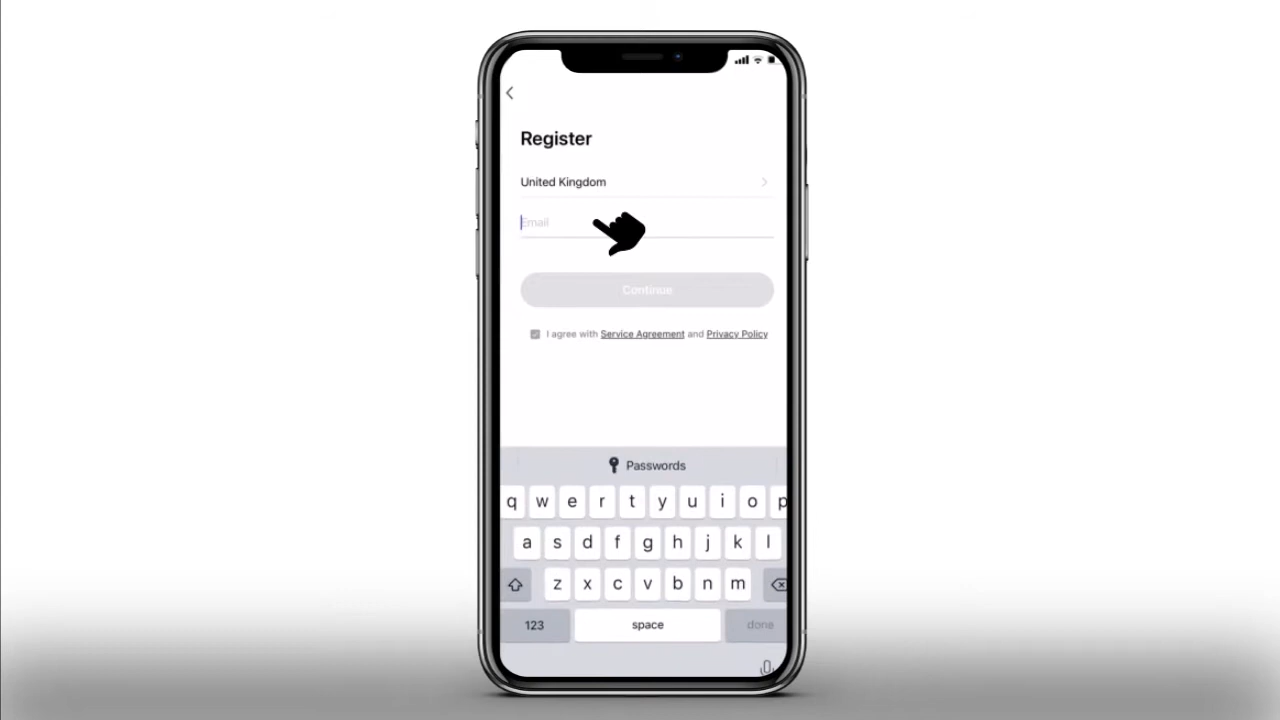 Register
United Kingdom
Email
Continue
I agree with Service Agreement and Privacy Policy
Passwords
q w e r t y u i o p
a s d f g h j k l
z x c v b n m
123 space done